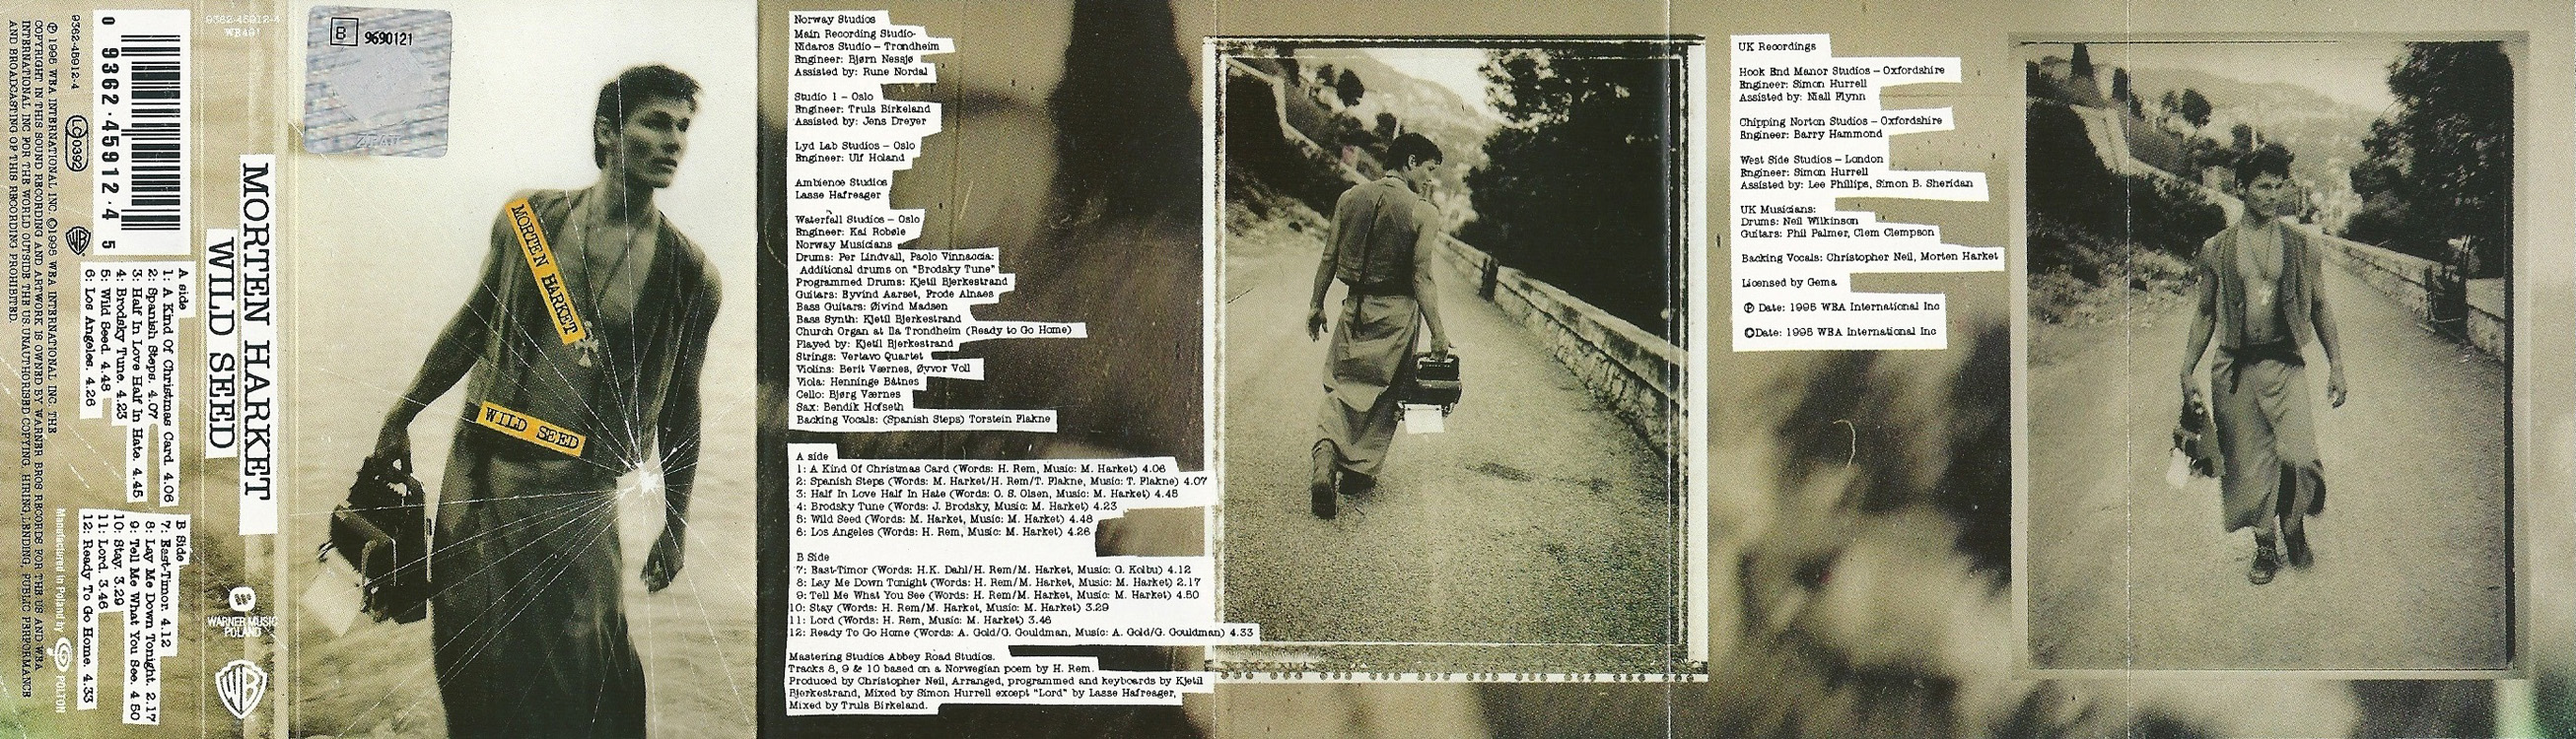 9362-45912-4
0 9362-45912-4 5
LC 0392
℗ 1995 WBA INTERNATIONAL INC. ©1995 WBA INTERNATIONAL INC. THE
COPYRIGHT IN THIS SOUND RECORDING AND ARTWORK IS OWNED BY WARNER BROS RECORDS FOR THE US AND WBA
INTERNATIONAL INC FOR THE WORLD OUTSIDE THE US.UNAUTHORISED COPYING, HIRING, LENDING, PUBLIC PERFORMANCE
AND BROADCASTING OF THIS RECORDING PROHIBITED.
A side
1: A Kind Of Christmas Card. 4.06
2: Spanish Steps. 4.07
3: Half In Love Half In Hate. 4.45
4: Brodsky Tune. 4.23
5: Wild Seed. 4.48
6: Los Angeles. 4.26
B Side
7: East-Timor. 4.12
8: Lay Me Down Tonight. 2.17
9: Tell Me What You See. 4 50
10: Stay. 3.29
11: Lord. 3.46
12: Ready To Go Home. 4.33
Manufactured in Poland by POLTON
MORTEN HARKET
WILD SEED
WARNER MUSIC
POLAND
WB
9362-45912-4
B 9690121
MORTEN HARKET
WILD SEED
Norway Studios
Main Recording Studio-
Nidaros Studio – Trondheim
Engineer: Bjørn Nessjø
Assisted by: Rune Nordal
Studio 1 – Oslo
Engineer: Truls Birkeland
Assisted by: Jens Dreyer
Lyd Lab Studios – Oslo
Engineer: Ulf Holand
Ambience Studios
Lasse Hafreager
Waterfall Studios – Oslo
Engineer: Kai Robøle
Norway Musicians
Drums: Per Lindvall, Paolo Vinnaccia:
Additional drums on "Brodsky Tune"
Programmed Drums: Kjetil Bjerkestrand
Guitars: Eyvind Aarset, Frode Alnaes
Bass Guitars: Øivind Madsen
Bass Synth: Kjetil Bjerkestrand
Church Organ at Ila Trondheim (Ready to Go Home)
Played by: Kjetil Bjerkestrand
Strings: Vertavo Quartet
Violins: Berit Værnes, Øyvor Voll
Viola: Henninge Båtnes
Cello: Bjørg Værnes
Sax: Bendik Hofseth
Backing Vocals: (Spanish Steps) Torstein Flakne
A side
1: A Kind Of Christmas Card (Words: H. Rem, Music: M. Harket) 4.06
2: Spanish Steps (Words: M. Harket/H. Rem/T. Flakne, Music: T. Flakne) 4.07
3: Half In Love Half In Hate (Words: O. S. Olsen, Music: M. Harket) 4.45
4: Brodsky Tune (Words: J. Brodsky, Music: M. Harket) 4.23
5: Wild Seed (Words: M. Harket, Music: M. Harket) 4.48
6: Los Angeles (Words: H. Rem, Music: M. Harket) 4.26
B Side
7: East-Timor (Words: H.K. Dahl/H. Rem/M. Harket, Music: G. Kolbu) 4.12
8: Lay Me Down Tonight (Words: H. Rem/M. Harket, Music: M. Harket) 2.17
9: Tell Me What You See (Words: H. Rem/M. Harket, Music: M. Harket) 4.50
10: Stay (Words: H. Rem/M. Harket, Music: M. Harket) 3.29
11: Lord (Words: H. Rem, Music: M. Harket) 3.46
12: Ready To Go Home (Words: A. Gold/G. Gouldman, Music: A. Gold/G. Gouldman) 4.33
Mastering Studios Abbey Road Studios.
Tracks 8, 9 & 10 based on a Norwegian poem by H. Rem.
Produced by Christopher Neil, Arranged, programmed and keyboards by Kjetil
Bjerkestrand, Mixed by Simon Hurrell except "Lord" by Lasse Hafreager,
Mixed by Truls Birkeland.
UK Recordings
Hook End Manor Studios – Oxfordshire
Engineer: Simon Hurrell
Assisted by: Niall Flynn
Chipping Norton Studios – Oxfordshire
Engineer: Barry Hammond
West Side Studios – London
Engineer: Simon Hurrell
Assisted by: Lee Phillips, Simon B. Sheridan
UK Musicians:
Drums: Neil Wilkinson
Guitars: Phil Palmer, Clem Clempson
Backing Vocals: Christopher Neil, Morten Harket
Licensed by Gema
℗ Date: 1995 WBA International Inc
©Date: 1995 WBA International Inc